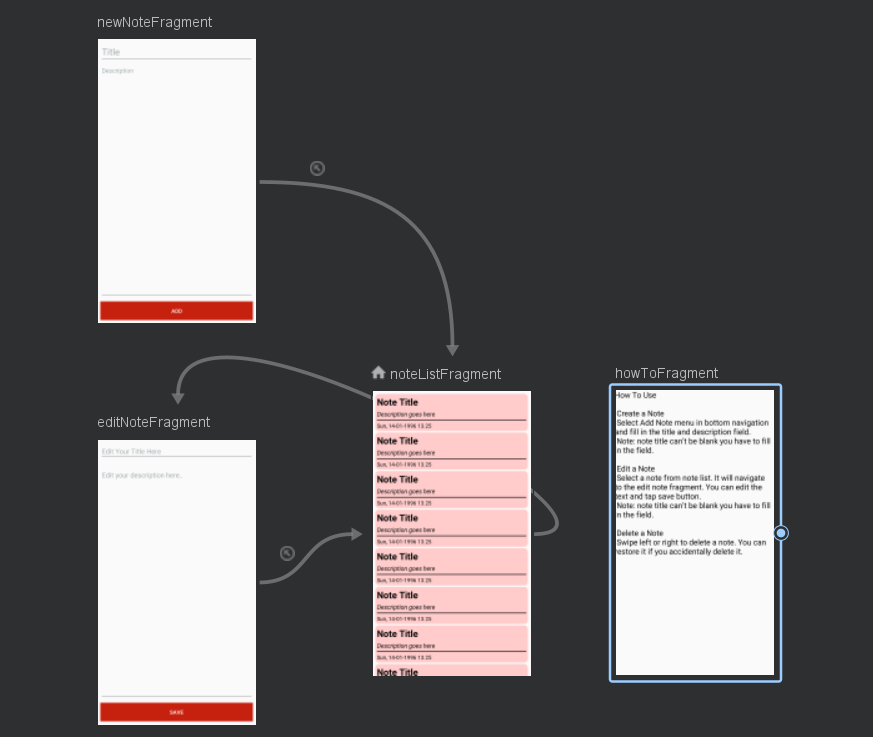 newNoteFragment
Title
Description
ADD
editNoteFragment
Edit Your Title Here
Edit your description here..
SAVE
noteListFragment
Note Title
Description goes here
Sun, 14-01-1996 13.25
Note Title
Description goes here
Sun, 14-01-1996 13.25
Note Title
Description goes here
Sun, 14-01-1996 13.25
Note Title
Description goes here
Sun, 14-01-1996 13.25
Note Title
Description goes here
Sun, 14-01-1996 13.25
Note Title
Description goes here
Sun, 14-01-1996 13.25
Note Title
Description goes here
Sun, 14-01-1996 13.25
Note Title
howToFragment
How To Use
Create a Note
Select Add Note menu in bottom navigation
and fill in the title and description field.
Note: note title can't be blank you have to fill
in the field.
Edit a Note
Select a note from note list. It will navigate
to the edit note fregment. You can edit the
text and tap save button.
Note: note title can't be blank you have to fill
in the field.
Delete a Note
Swipe left or right to delete a note. You can
restore it if you accidentally delete it.